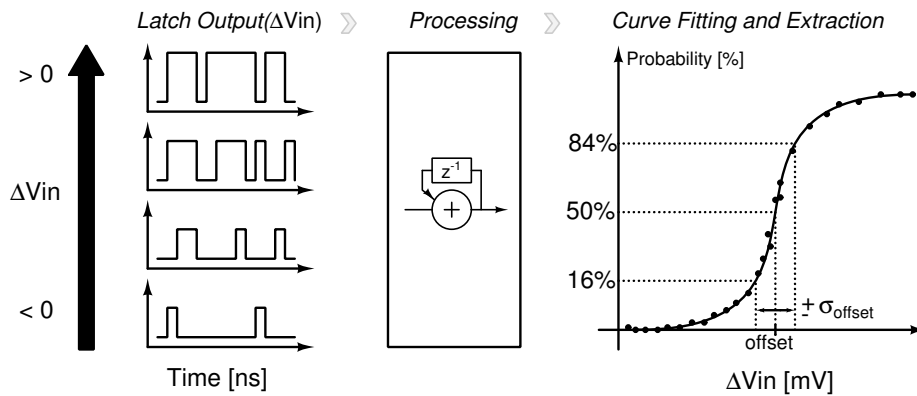 Latch Output(ΔVin)
Processing
Curve Fitting and Extraction
> 0
ΔVin
< 0
Time [ns]
z⁻¹
+
Probability [%]
84%
50%
16%
± σoffset
offset
ΔVin [mV]